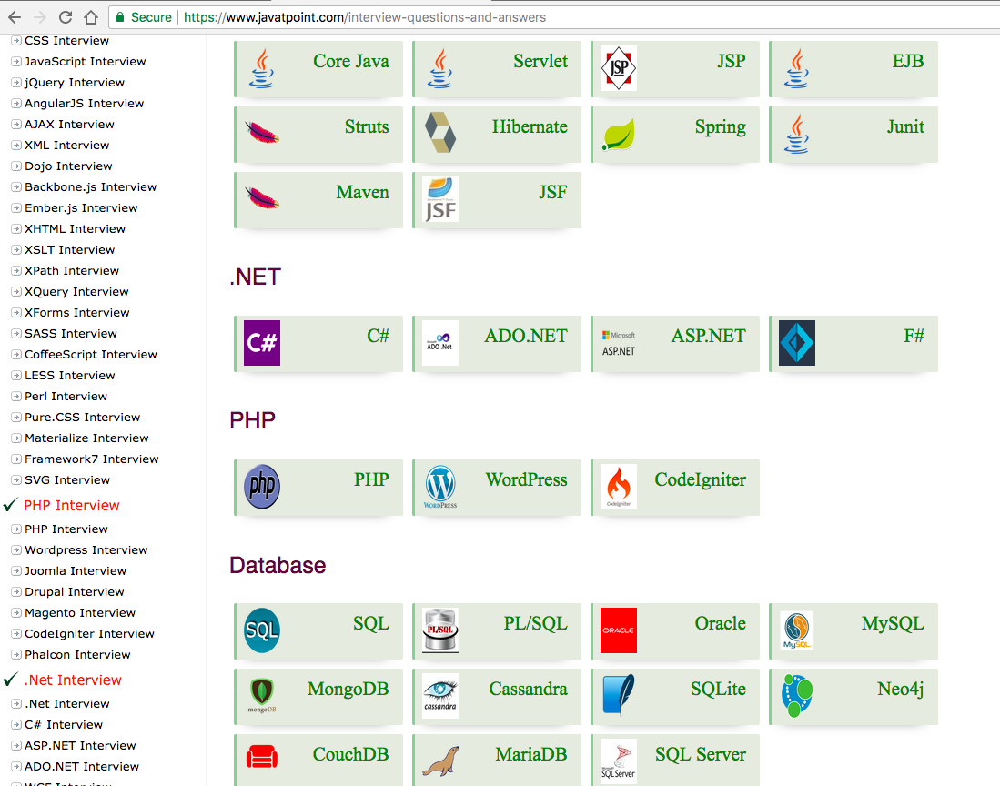 Secure
https://www.javatpoint.com/interview-questions-and-answers
CSS Interview
JavaScript Interview
jQuery Interview
AngularJS Interview
AJAX Interview
XML Interview
Dojo Interview
Backbone.js Interview
Ember.js Interview
XHTML Interview
XSLT Interview
XPath Interview
XQuery Interview
XForms Interview
SASS Interview
CoffeeScript Interview
LESS Interview
Perl Interview
Pure.CSS Interview
Materialize Interview
Framework7 Interview
SVG Interview
PHP Interview
PHP Interview
Wordpress Interview
Joomla Interview
Drupal Interview
Magento Interview
CodeIgniter Interview
Phalcon Interview
.Net Interview
.Net Interview
C# Interview
ASP.NET Interview
ADO.NET Interview
Core Java
Servlet
JSP
JSP
EJB
Struts
Hibernate
Spring
Junit
Maven
JSF
JSF
.NET
C#
C#
ADO .Net
ADO.NET
Microsoft
ASP.NET
ASP.NET
F#
PHP
php
PHP
WORDPRESS
WordPress
CodeIgniter
CodeIgniter
Database
SQL
SQL
PL/SQL
PL/SQL
ORACLE
Oracle
MySQL
MySQL
mongoDB
MongoDB
cassandra
Cassandra
SQLite
Neo4j
CouchDB
MariaDB
SQL Server
SQL Server